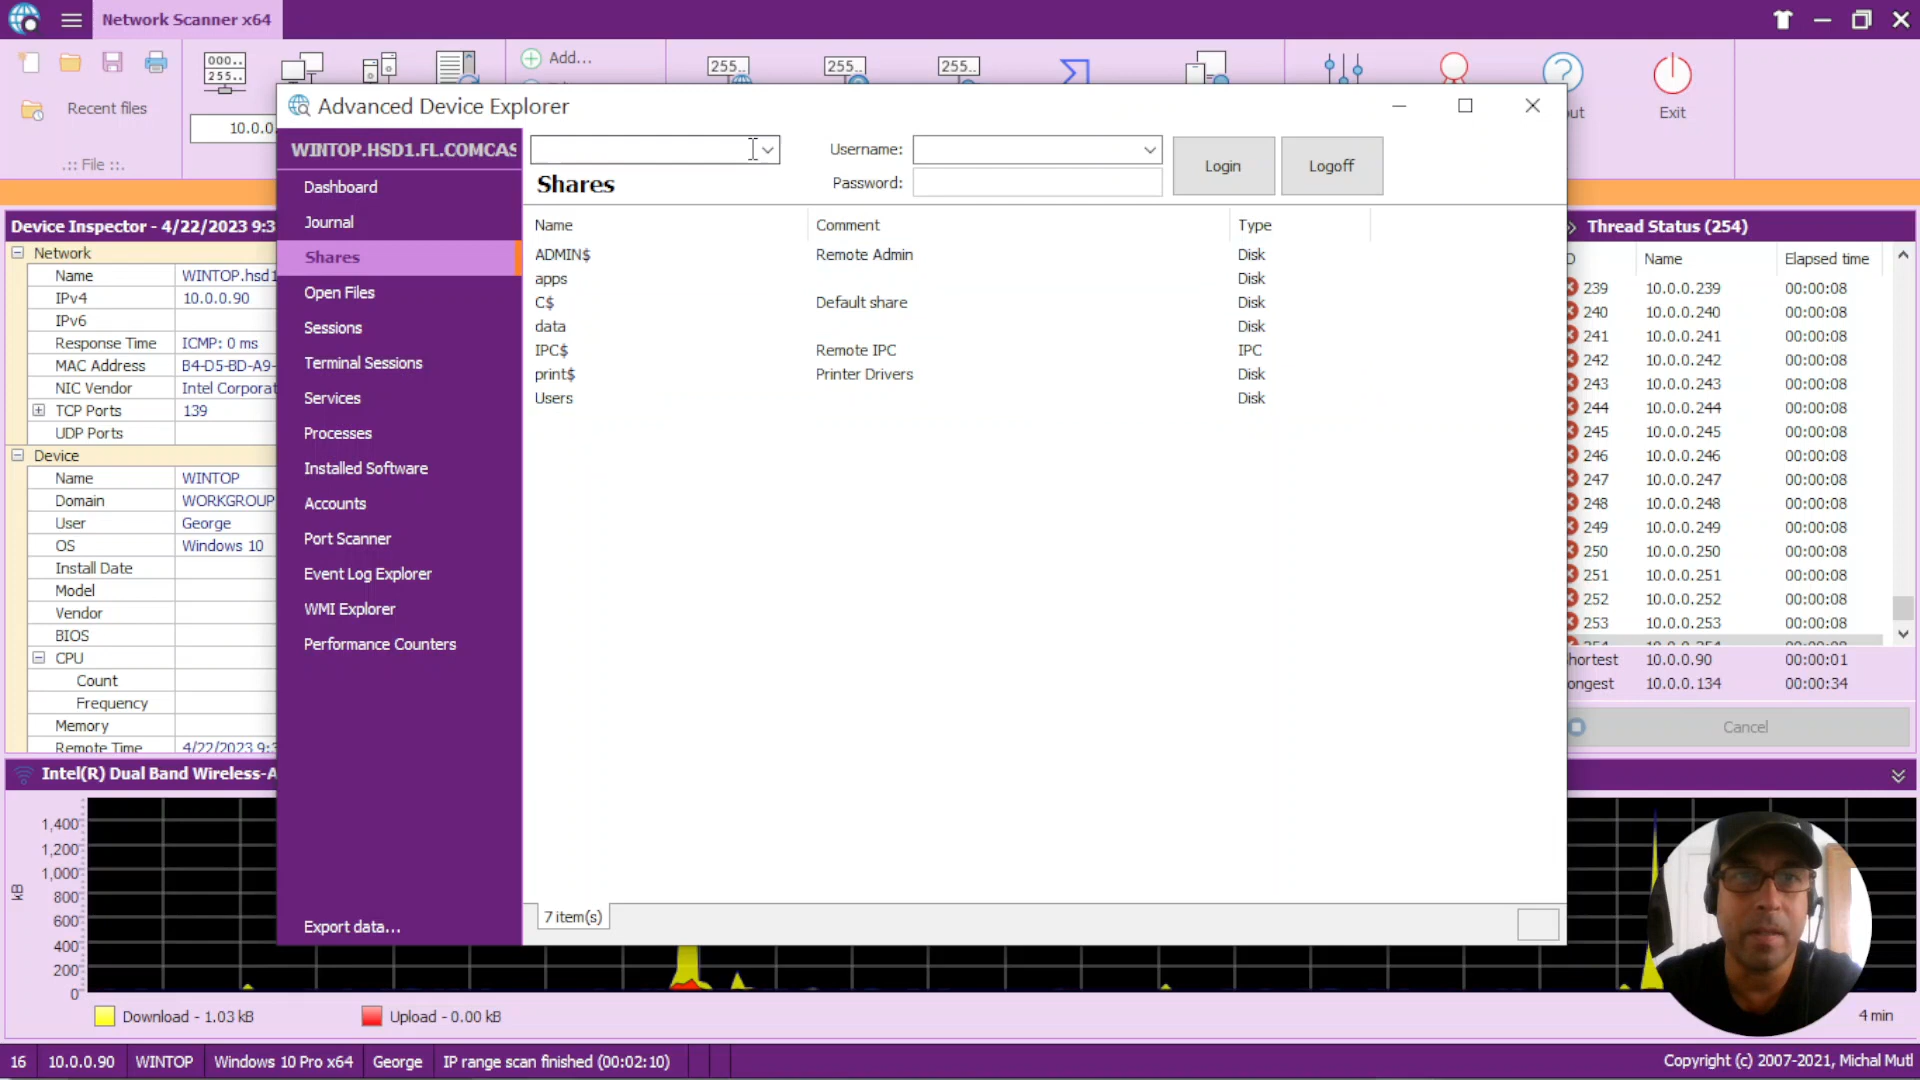 Network Scanner x64
Recent files
.:: File ::.
000..
255..
10.0.0.
Add...
255..
255..
255..
Exit
Advanced Device Explorer
WINTOP.HSD1.FL.COMCAS
Dashboard
Journal
Shares
Open Files
Sessions
Terminal Sessions
Services
Processes
Installed Software
Accounts
Port Scanner
Event Log Explorer
WMI Explorer
Performance Counters
Export data...
Username:
Password:
Login
Logoff
Shares
Name Comment Type
ADMIN$ Remote Admin Disk
apps Disk
C$ Default share Disk
data Disk
IPC$ Remote IPC IPC
print$ Printer Drivers Disk
Users Disk
7 item(s)
Device Inspector - 4/22/2023 9:3
Network
Name WINTOP.hsd1
IPv4 10.0.0.90
IPv6
Response Time ICMP: 0 ms
MAC Address B4-D5-BD-A9-
NIC Vendor Intel Corporat
TCP Ports 139
UDP Ports
Device
Name WINTOP
Domain WORKGROUP
User George
OS Windows 10
Install Date
Model
Vendor
BIOS
CPU
Count
Frequency
Memory
Remote Time 4/22/2023 9:3
Thread Status (254)
Name Elapsed time
239 10.0.0.239 00:00:08
240 10.0.0.240 00:00:08
241 10.0.0.241 00:00:08
242 10.0.0.242 00:00:08
243 10.0.0.243 00:00:08
244 10.0.0.244 00:00:08
245 10.0.0.245 00:00:08
246 10.0.0.246 00:00:08
247 10.0.0.247 00:00:08
248 10.0.0.248 00:00:08
249 10.0.0.249 00:00:08
250 10.0.0.250 00:00:08
251 10.0.0.251 00:00:08
252 10.0.0.252 00:00:08
253 10.0.0.253 00:00:08
hortest 10.0.0.90 00:00:01
ongest 10.0.0.134 00:00:34
Cancel
Intel(R) Dual Band Wireless-A
kB
1,400
1,200
1,000
800
600
400
200
0
Download - 1.03 kB
Upload - 0.00 kB
4 min
16 10.0.0.90 WINTOP Windows 10 Pro x64 George IP range scan finished (00:02:10)
Copyright (c) 2007-2021, Michal Mutl